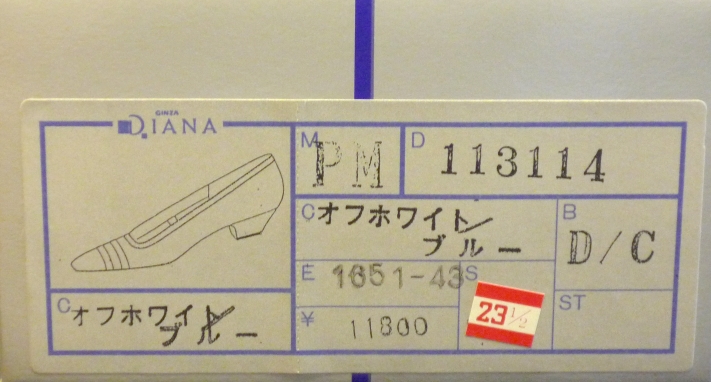 GINZA
DIANA
M PM
D 113114
C オフホワイト/
ブルー
B D/C
E 1651-43
S 23 1/2
ST
¥ 11800
C オフホワイト/
ブルー